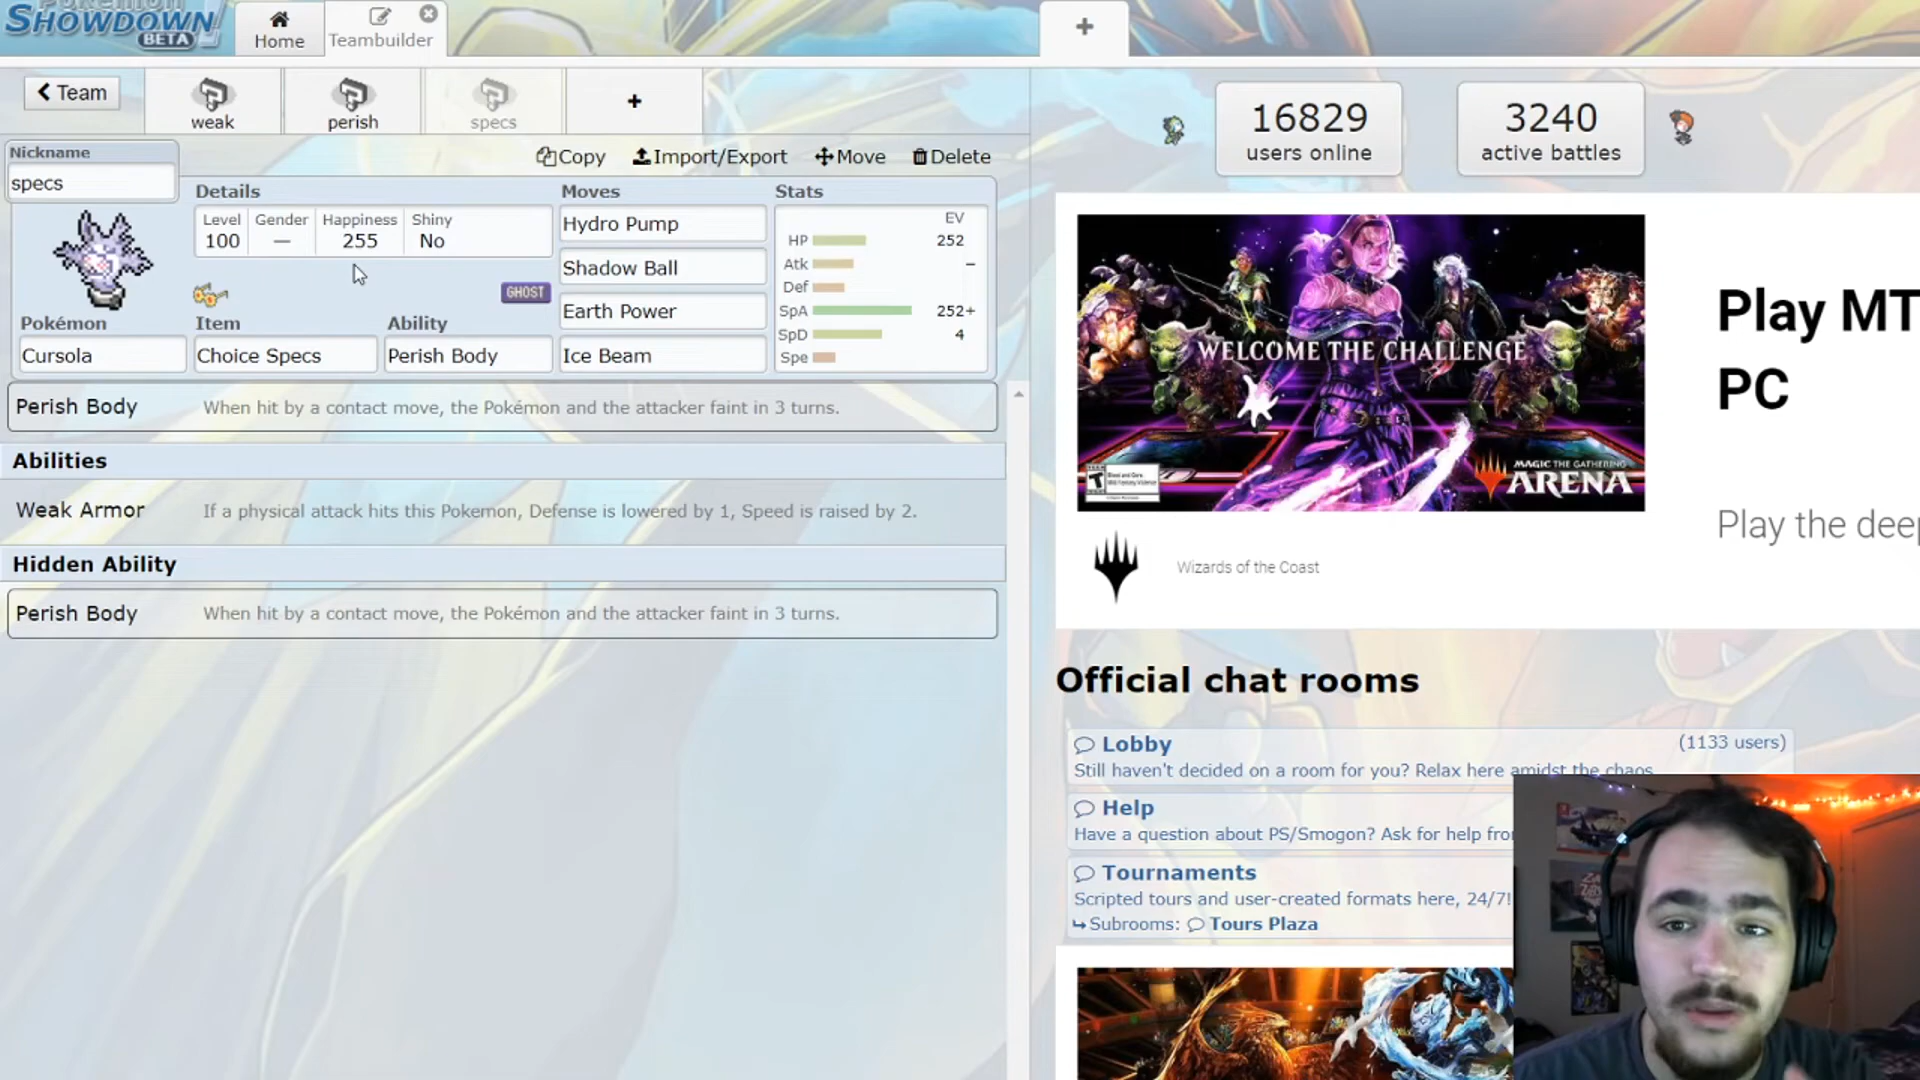 Pokémon
SHOWDOWN
BETA
Home
Teambuilder
+
Team
weak
perish
specs
+
16829
users online
3240
active battles
Nickname
specs
Copy
Import/Export
Move
Delete
Details
Level
100
Gender
—
Happiness
255
Shiny
No
GHOST
Pokémon
Cursola
Item
Choice Specs
Ability
Perish Body
Moves
Hydro Pump
Shadow Ball
Earth Power
Ice Beam
Stats
EV
HP 252
Atk –
Def
SpA 252+
SpD 4
Spe
Perish Body When hit by a contact move, the Pokémon and the attacker faint in 3 turns.
Abilities
Weak Armor If a physical attack hits this Pokemon, Defense is lowered by 1, Speed is raised by 2.
Hidden Ability
Perish Body When hit by a contact move, the Pokémon and the attacker faint in 3 turns.
WELCOME THE CHALLENGE
MAGIC THE GATHERING
ARENA
Play MT
PC
Play the deep
Wizards of the Coast
Official chat rooms
Lobby (1133 users)
Still haven't decided on a room for you? Relax here amidst the chaos
Help
Have a question about PS/Smogon? Ask for help fro
Tournaments
Scripted tours and user-created formats here, 24/7!
Subrooms: Tours Plaza